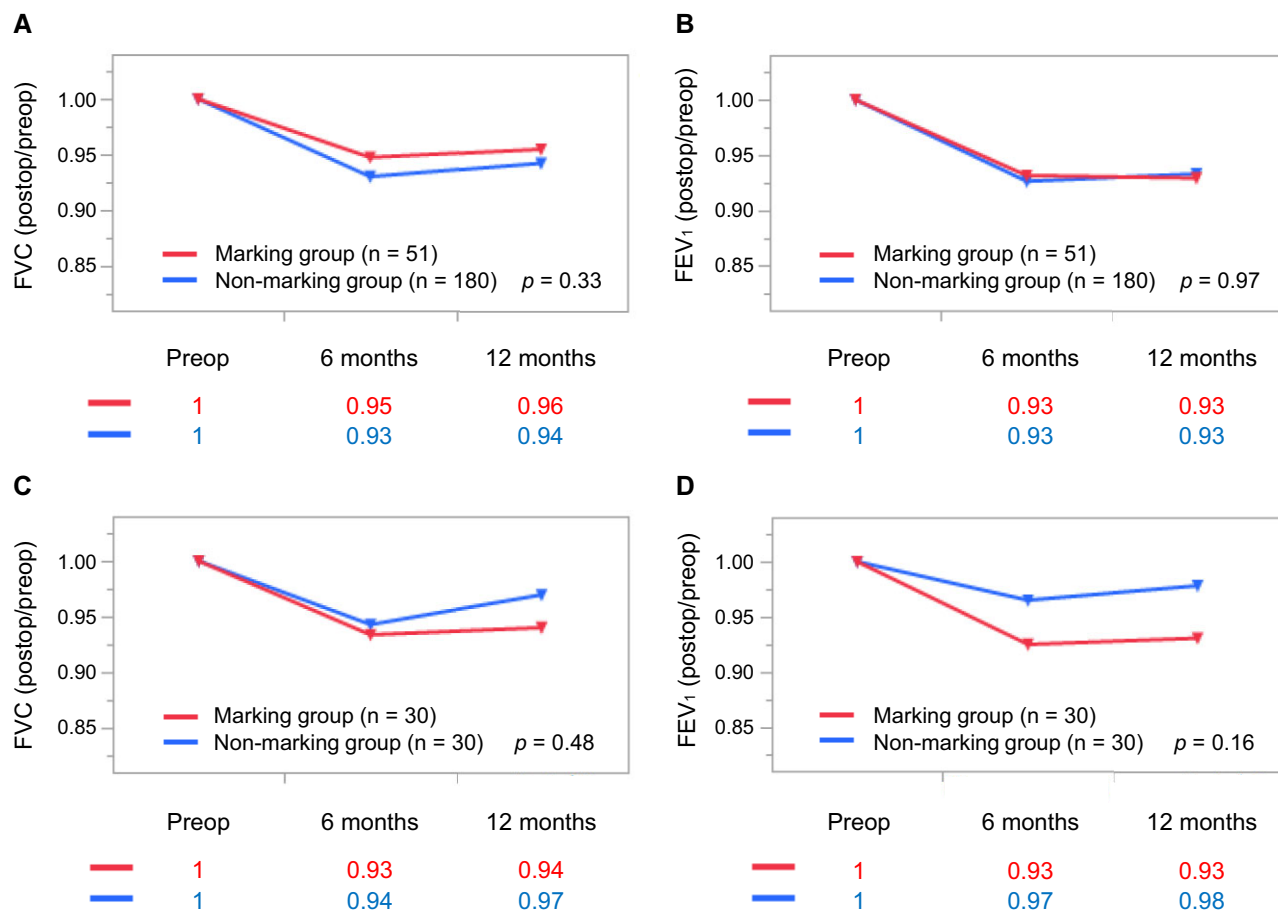 A
FVC (postop/preop)
1.00
0.95
0.90
0.85
Marking group (n = 51)
Non-marking group (n = 180) p = 0.33
Preop 6 months 12 months
1 0.95 0.96
1 0.93 0.94
B
FEV₁ (postop/preop)
1.00
0.95
0.90
0.85
Marking group (n = 51)
Non-marking group (n = 180) p = 0.97
Preop 6 months 12 months
1 0.93 0.93
1 0.93 0.93
C
FVC (postop/preop)
1.00
0.95
0.90
0.85
Marking group (n = 30)
Non-marking group (n = 30) p = 0.48
Preop 6 months 12 months
1 0.93 0.94
1 0.94 0.97
D
FEV₁ (postop/preop)
1.00
0.95
0.90
0.85
Marking group (n = 30)
Non-marking group (n = 30) p = 0.16
Preop 6 months 12 months
1 0.93 0.93
1 0.97 0.98